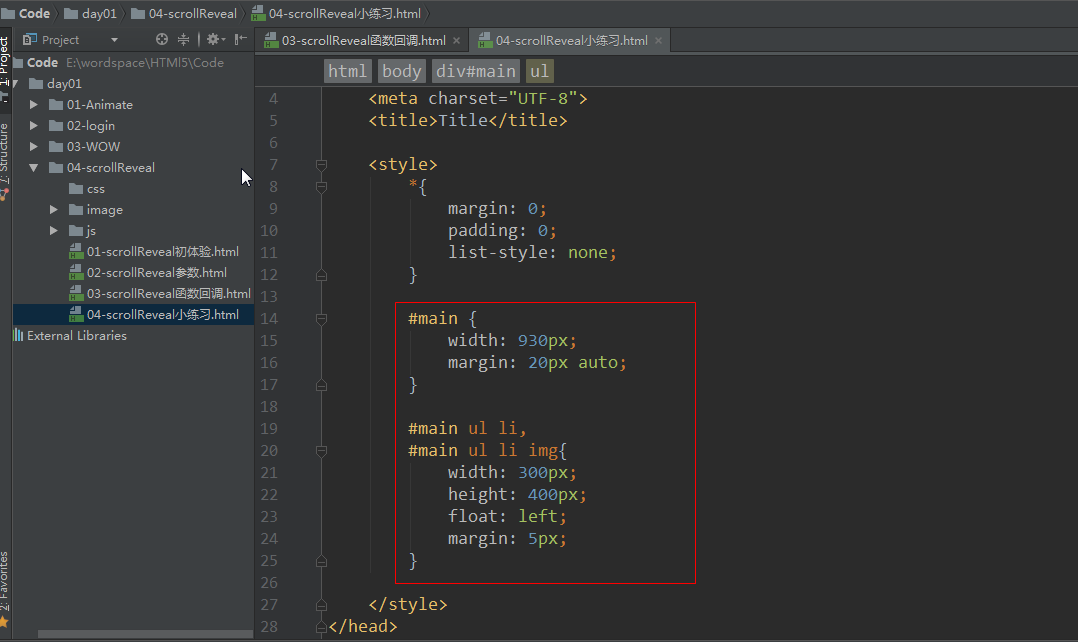 Code
day01
04-scrollReveal
04-scrollReveal小练习.html
1: Project
Project
03-scrollReveal函数回调.html
04-scrollReveal小练习.html
Code E:\wordspace\HTMl5\Code
html body div#main ul
day01
01-Animate
02-login
03-WOW
04-scrollReveal
css
image
js
01-scrollReveal初体验.html
02-scrollReveal参数.html
03-scrollReveal函数回调.html
04-scrollReveal小练习.html
External Libraries
7: Structure
2: Favorites
4 <meta charset="UTF-8">
5 <title>Title</title>
6
7 <style>
8 *{
9 margin: 0;
10 padding: 0;
11 list-style: none;
12 }
13
14 #main {
15 width: 930px;
16 margin: 20px auto;
17 }
18
19 #main ul li,
20 #main ul li img{
21 width: 300px;
22 height: 400px;
23 float: left;
24 margin: 5px;
25 }
26
27 </style>
28 </head>